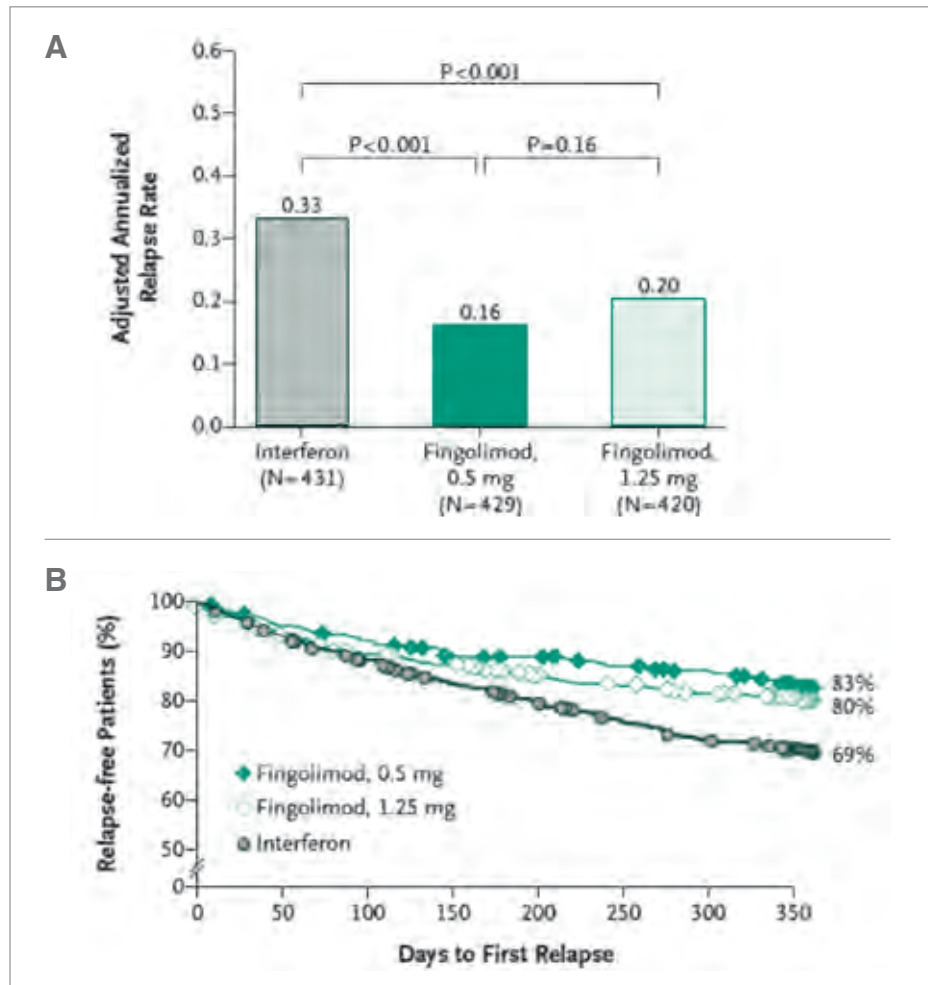 A
Adjusted Annualized
Relapse Rate
0.6
0.5
0.4
0.3
0.2
0.1
0.0
P<0.001
P<0.001
P=0.16
0.33
0.16
0.20
Interferon
(N=431)
Fingolimod,
0.5 mg
(N=429)
Fingolimod,
1.25 mg
(N=420)
B
Relapse-free Patients (%)
100
90
80
70
60
50
0
83%
80%
69%
Fingolimod, 0.5 mg
Fingolimod, 1.25 mg
Interferon
0 50 100 150 200 250 300 350
Days to First Relapse